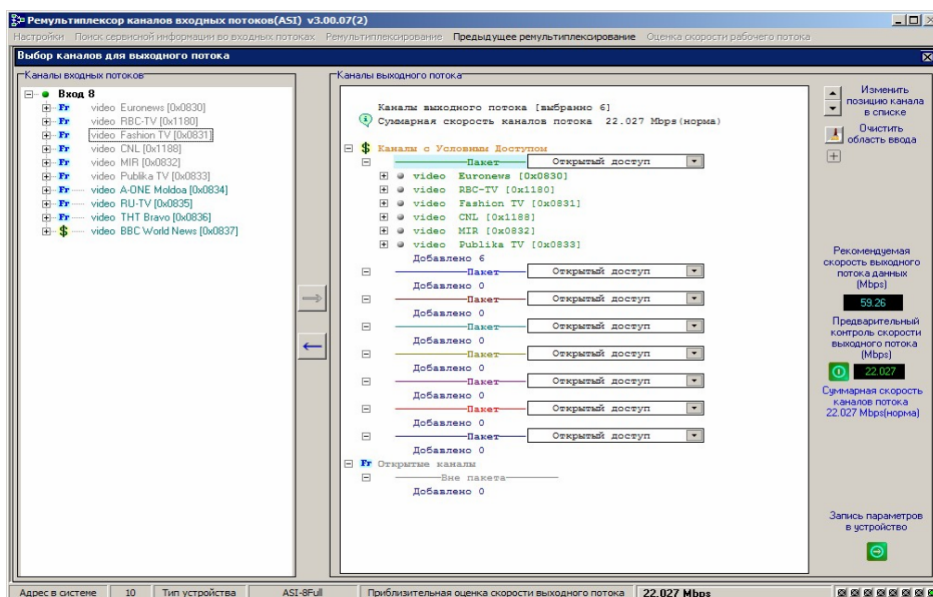 Ремультиплексор каналов входных потоков(ASI) v3.00.07(2)
Настройки Поиск сервисной информации во входных потоках Ремультиплексирование Предыдущее ремультиплексирование Оценка скорости рабочего потока
Выбор каналов для выходного потока
Каналы входных потоков
Вход 8
Fr video Euronews [0x0830]
Fr video RBC-TV [0x1180]
Fr video Fashion TV [0x0831]
Fr video CNL [0x1188]
Fr video MIR [0x0832]
Fr video Publika TV [0x0833]
Fr video A-ONE Moldoa [0x0834]
Fr video RU-TV [0x0835]
Fr video THT Bravo [0x0836]
$ video BBC World News [0x0837]
Каналы выходного потока
Каналы выходного потока [выбранно 6]
Суммарная скорость каналов потока 22.027 Mbps(норма)
$ Каналы с Условным Доступом
Пакет Открытый доступ
video Euronews [0x0830]
video RBC-TV [0x1180]
video Fashion TV [0x0831]
video CNL [0x1188]
video MIR [0x0832]
video Publika TV [0x0833]
Добавлено 6
Пакет Открытый доступ
Добавлено 0
Пакет Открытый доступ
Добавлено 0
Пакет Открытый доступ
Добавлено 0
Пакет Открытый доступ
Добавлено 0
Пакет Открытый доступ
Добавлено 0
Пакет Открытый доступ
Добавлено 0
Пакет Открытый доступ
Добавлено 0
Fr Открытые каналы
Вне пакета
Добавлено 0
Изменить
позицию канала
в списке
Очистить
область ввода
Рекомендуемая
скорость выходного
потока данных
(Mbps)
59.26
Предварительный
контроль скорости
выходного потока
(Mbps)
22.027
Суммарная скорость
каналов потока
22.027 Mbps(норма)
Запись параметров
в устройство
Адрес в системе 10 Тип устройства ASI-8Full Приблизительная оценка скорости выходного потока 22.027 Mbps